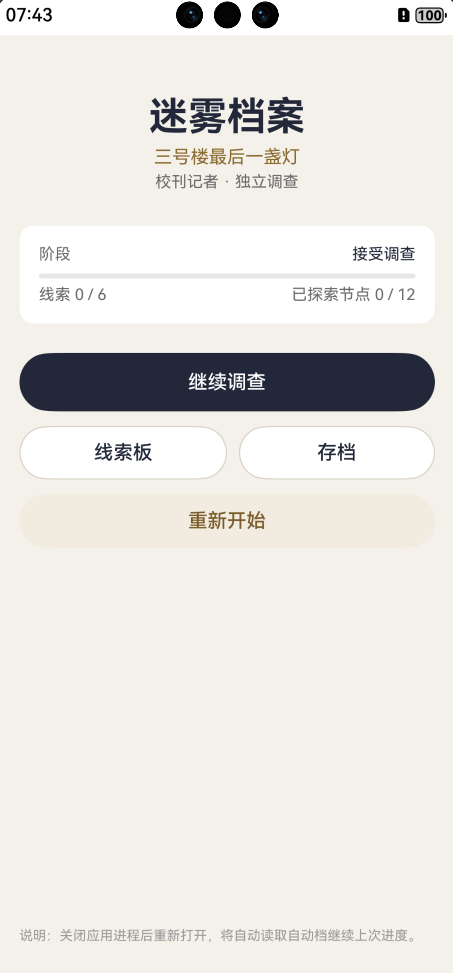 07:43
100
迷雾档案
三号楼最后一盏灯
校刊记者 · 独立调查
阶段 接受调查
线索 0 / 6 已探索节点 0 / 12
继续调查
线索板 存档
重新开始
说明：关闭应用进程后重新打开，将自动读取自动档继续上次进度。